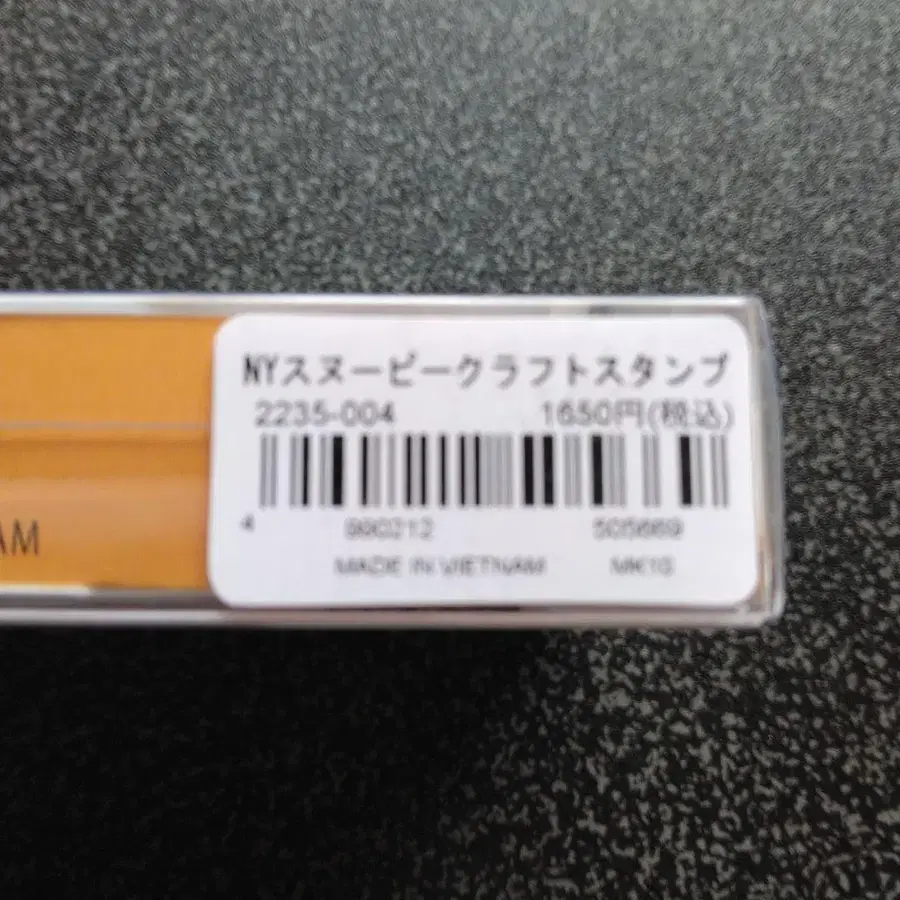 NYスヌーピークラフトスタンプ
2235-004 1650円(税込)
4 990212 505669
MADE IN VIETNAM MK10
AM